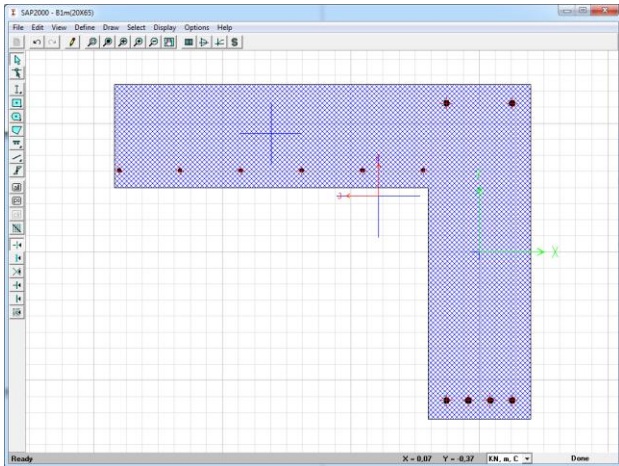 SAP2000 - B1m(20X65)
File Edit View Define Draw Select Display Options Help
Y
X
Ready X = 0,07 Y = -0,37 KN, m, C Done